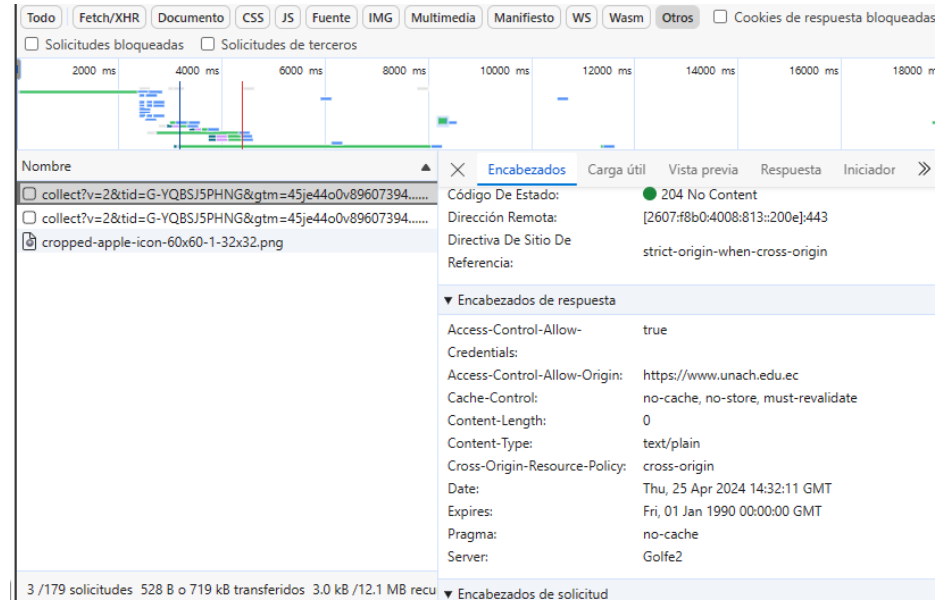 Todo Fetch/XHR Documento CSS JS Fuente IMG Multimedia Manifiesto WS Wasm Otros Cookies de respuesta bloqueadas
Solicitudes bloqueadas Solicitudes de terceros
2000 ms 4000 ms 6000 ms 8000 ms 10000 ms 12000 ms 14000 ms 16000 ms 18000 m
Nombre
collect?v=2&tid=G-YQBSJ5PHNG&gtm=45je44o0v89607394......
collect?v=2&tid=G-YQBSJ5PHNG&gtm=45je44o0v89607394......
cropped-apple-icon-60x60-1-32x32.png
3 /179 solicitudes 528 B o 719 kB transferidos 3.0 kB /12.1 MB recu
Encabezados Carga útil Vista previa Respuesta Iniciador
Código De Estado: 204 No Content
Dirección Remota: [2607:f8b0:4008:813::200e]:443
Directiva De Sitio De
Referencia: strict-origin-when-cross-origin
Encabezados de respuesta
Access-Control-Allow- true
Credentials:
Access-Control-Allow-Origin: https://www.unach.edu.ec
Cache-Control: no-cache, no-store, must-revalidate
Content-Length: 0
Content-Type: text/plain
Cross-Origin-Resource-Policy: cross-origin
Date: Thu, 25 Apr 2024 14:32:11 GMT
Expires: Fri, 01 Jan 1990 00:00:00 GMT
Pragma: no-cache
Server: Golfe2
Encabezados de solicitud